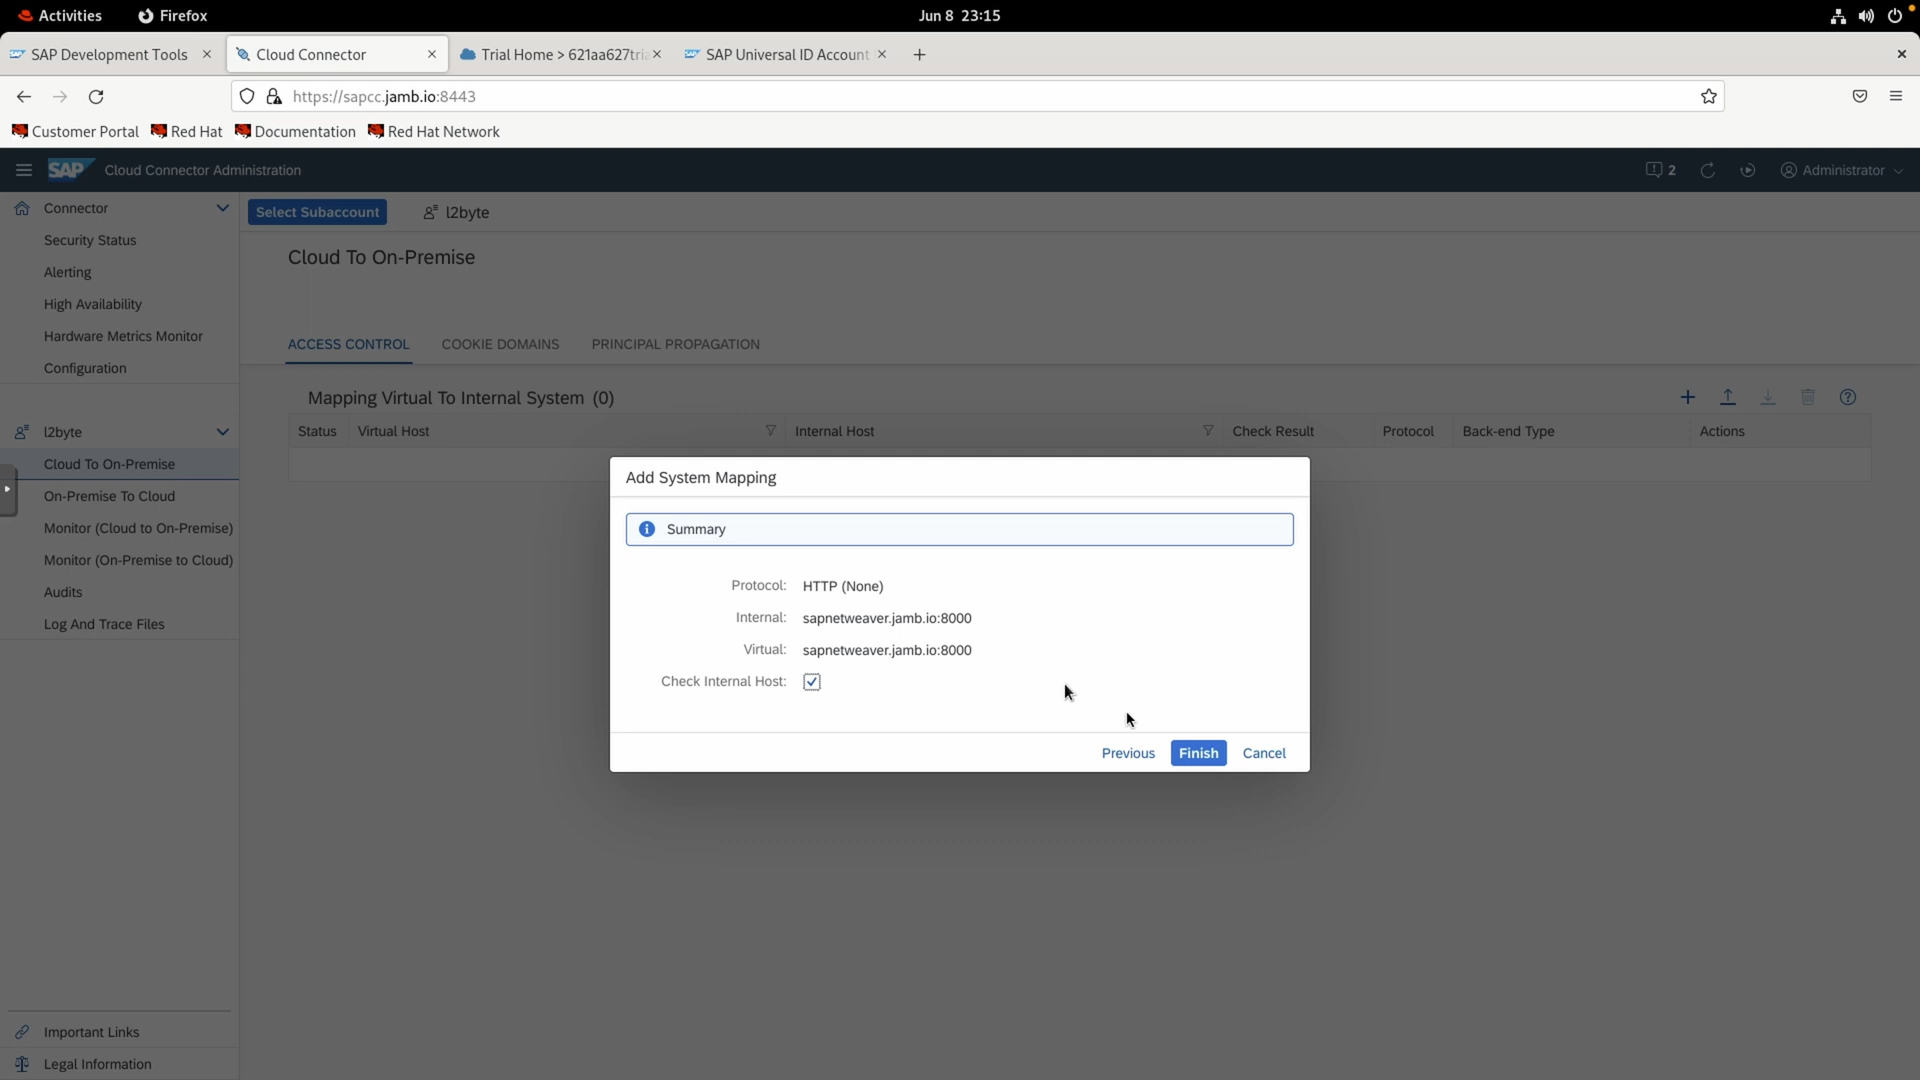 Activities
Firefox
Jun 8 23:15
SAP Development Tools
Cloud Connector
Trial Home > 621aa627tria
SAP Universal ID Account
https://sapcc.jamb.io:8443
Customer Portal
Red Hat
Documentation
Red Hat Network
SAP
Cloud Connector Administration
2
Administrator
Connector
Security Status
Alerting
High Availability
Hardware Metrics Monitor
Configuration
l2byte
Cloud To On-Premise
On-Premise To Cloud
Monitor (Cloud to On-Premise)
Monitor (On-Premise to Cloud)
Audits
Log And Trace Files
Important Links
Legal Information
Select Subaccount
l2byte
Cloud To On-Premise
ACCESS CONTROL
COOKIE DOMAINS
PRINCIPAL PROPAGATION
Mapping Virtual To Internal System (0)
Status
Virtual Host
Internal Host
Check Result
Protocol
Back-end Type
Actions
Add System Mapping
Summary
Protocol: HTTP (None)
Internal: sapnetweaver.jamb.io:8000
Virtual: sapnetweaver.jamb.io:8000
Check Internal Host:
Previous
Finish
Cancel